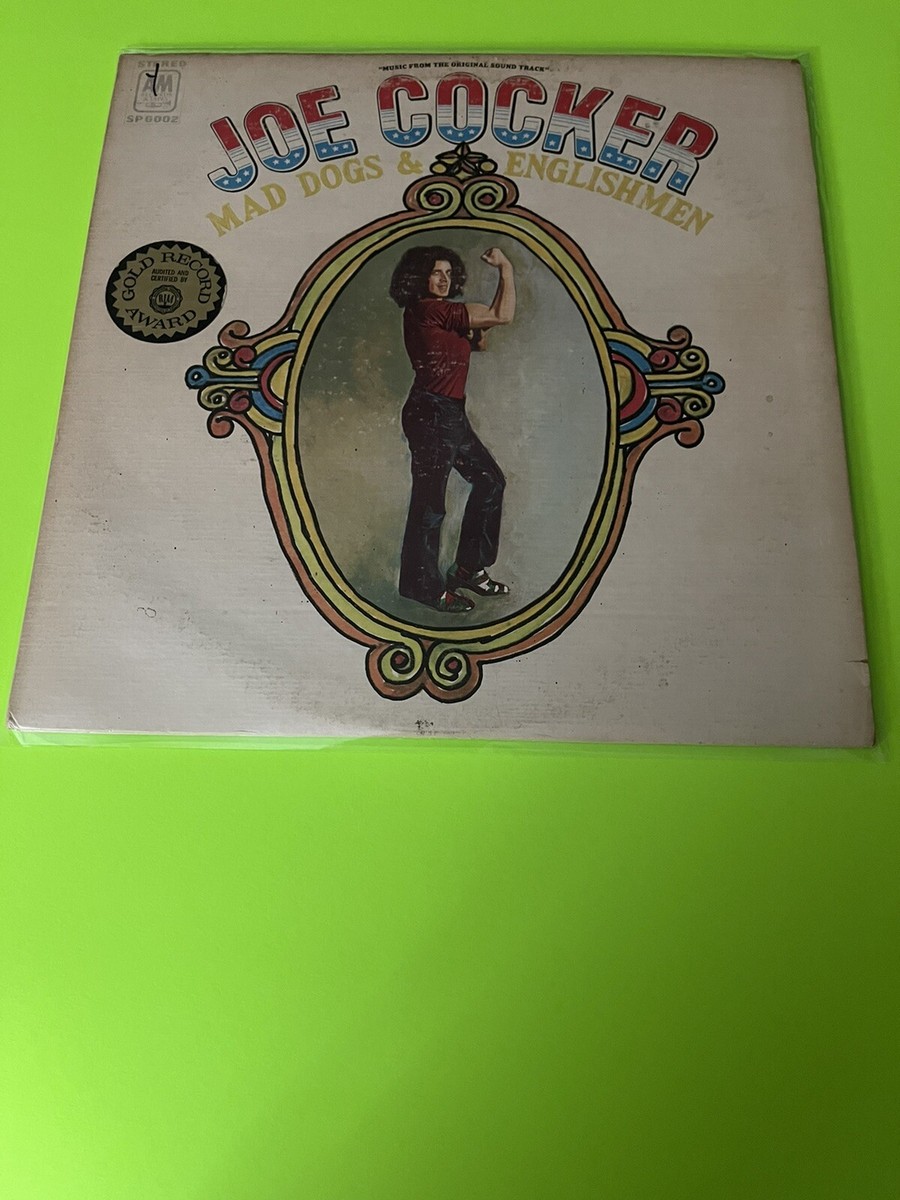 STEREO
"MUSIC FROM THE ORIGINAL SOUND TRACK"
AM
SP6002
JOE COCKER
MAD DOGS & ENGLISHMEN
GOLD RECORD
AUDITED AND
CERTIFIED BY
AWARD